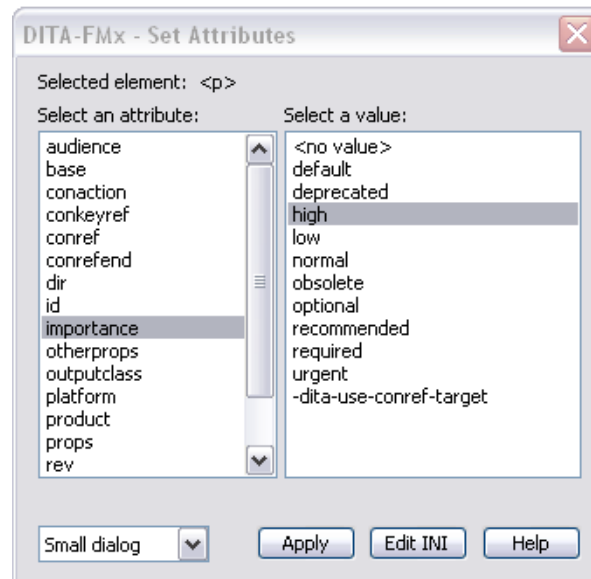 DITA-FMx - Set Attributes
Selected element: <p>
Select an attribute:
audience
base
conaction
conkeyref
conref
conrefend
dir
id
importance
otherprops
outputclass
platform
product
props
rev
Select a value:
<no value>
default
deprecated
high
low
normal
obsolete
optional
recommended
required
urgent
-dita-use-conref-target
Small dialog
Apply
Edit INI
Help